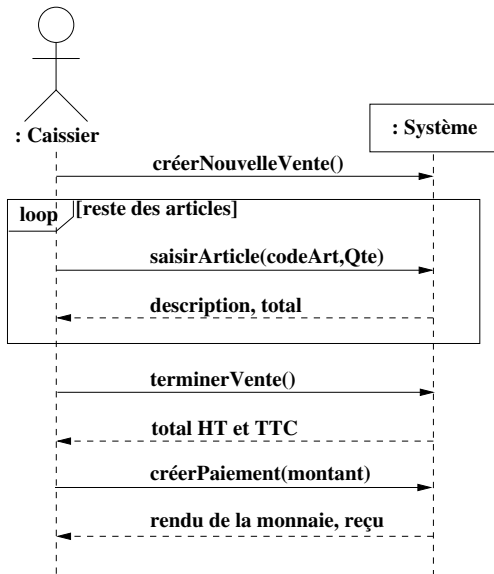 : Caissier
: Système
créerNouvelleVente()
loop
[reste des articles]
saisirArticle(codeArt,Qte)
description, total
terminerVente()
total HT et TTC
créerPaiement(montant)
rendu de la monnaie, reçu